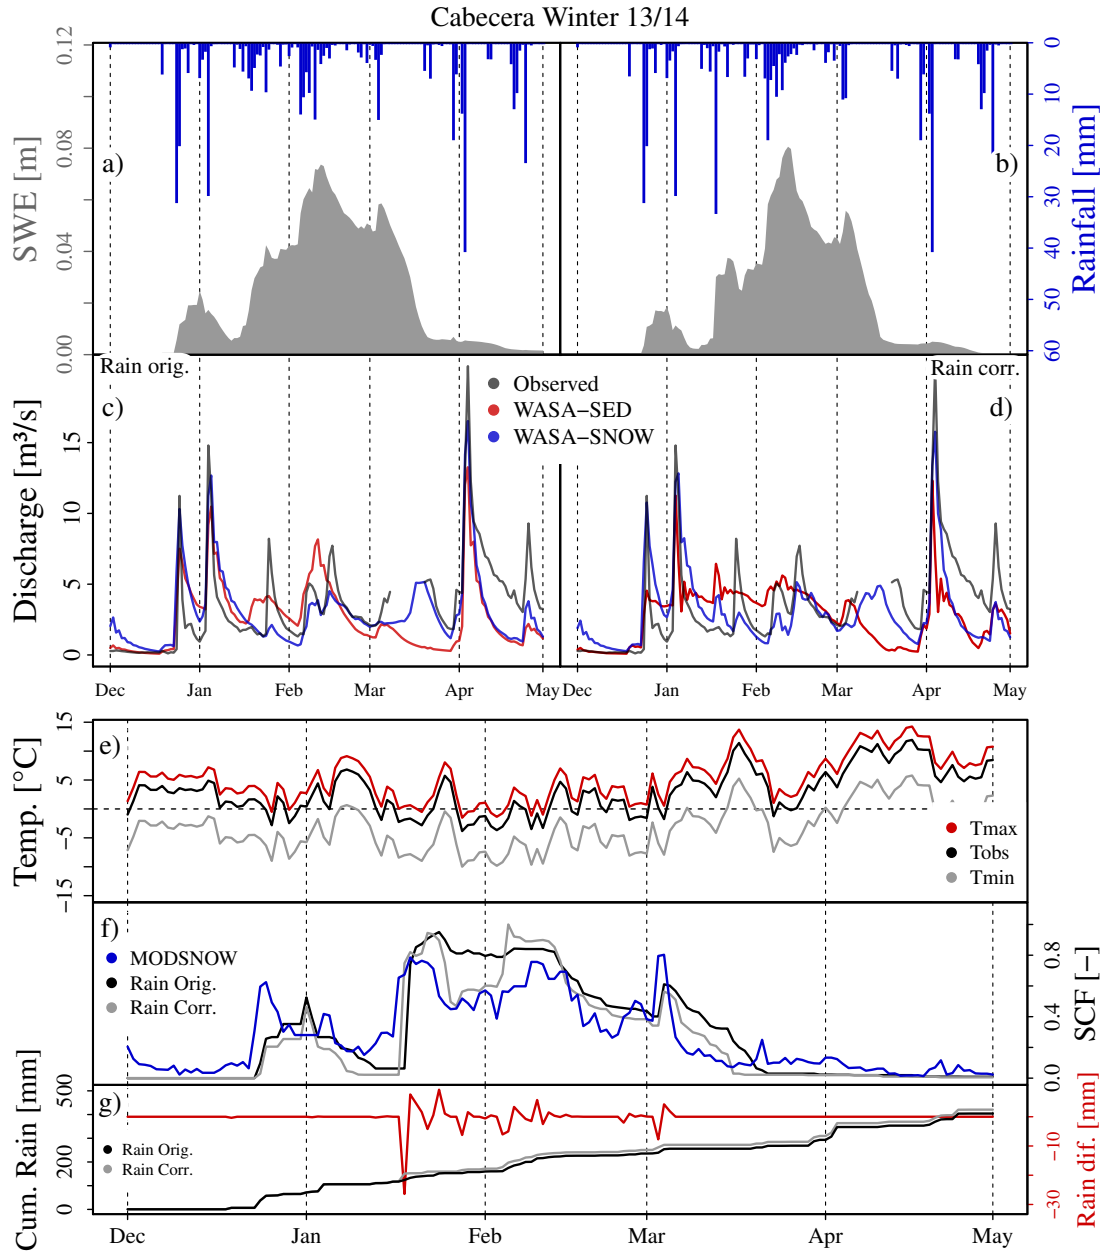 Cabecera Winter 13/14
SWE [m]
0.00 0.04 0.08 0.12
a)
b)
0
10
20
30
40
50
60
Rainfall [mm]
Rain orig.
Rain corr.
Discharge [m³/s]
0 5 10 15
c)
Observed
WASA−SED
WASA−SNOW
d)
Dec Jan Feb Mar Apr May Dec Jan Feb Mar Apr May
Temp. [°C]
−15 −5 5 15
e)
Tmax
Tobs
Tmin
f)
MODSNOW
Rain Orig.
Rain Corr.
0.0 0.4 0.8
SCF [−]
Cum. Rain [mm]
0 200 500
g)
Rain Orig.
Rain Corr.
−30 −10
Rain dif. [mm]
Dec Jan Feb Mar Apr May